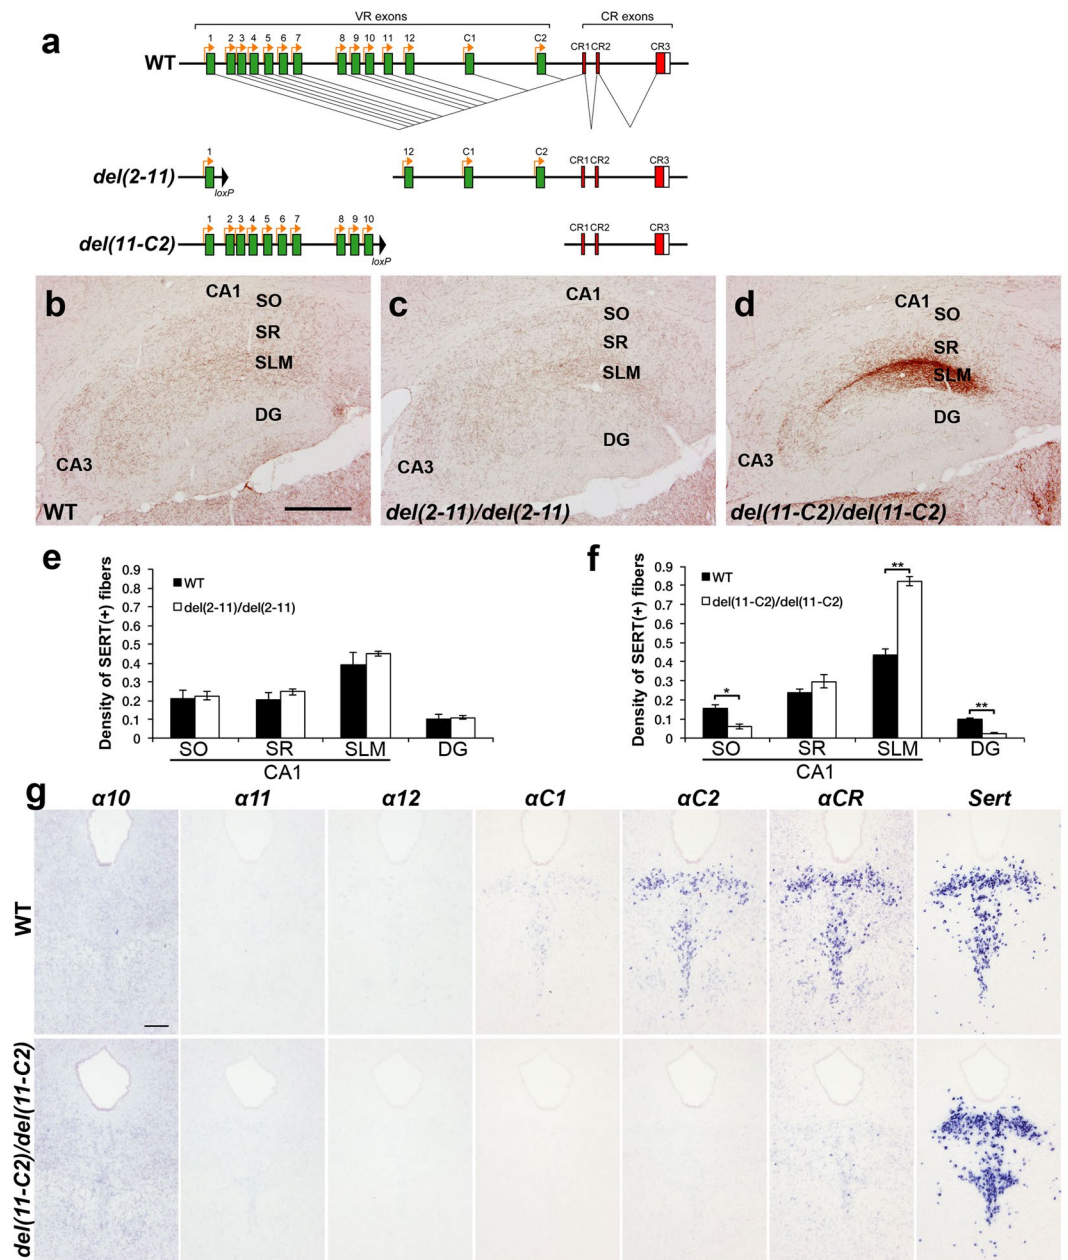 a
VR exons CR exons
WT 1 2 3 4 5 6 7 8 9 10 11 12 C1 C2 CR1 CR2 CR3
del(2-11) 1 loxP 12 C1 C2 CR1 CR2 CR3
del(11-C2) 1 2 3 4 5 6 7 8 9 10 loxP CR1 CR2 CR3
b
CA1
SO
SR
SLM
DG
CA3
WT
c
CA1
SO
SR
SLM
DG
CA3
del(2-11)/del(2-11)
d
CA1
SO
SR
SLM
DG
CA3
del(11-C2)/del(11-C2)
e
Density of SERT(+) fibers
0.9
0.8
0.7
0.6
0.5
0.4
0.3
0.2
0.1
0
WT
del(2-11)/del(2-11)
SO SR SLM DG
CA1
f
Density of SERT(+) fibers
0.9
0.8
0.7
0.6
0.5
0.4
0.3
0.2
0.1
0
WT
del(11-C2)/del(11-C2)
* ** **
SO SR SLM DG
CA1
g
α10 α11 α12 αC1 αC2 αCR Sert
WT
del(11-C2)/del(11-C2)